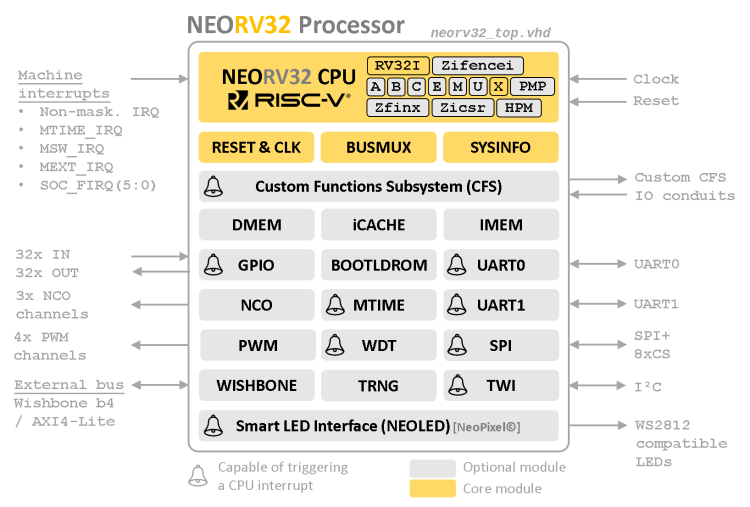 NEORV32 Processor
neorv32_top.vhd
NEORV32 CPU
RISC-V®
RV32I Zifencei
A B C E M U X PMP
Zfinx Zicsr HPM
Machine
interrupts
• Non-mask. IRQ
• MTIME_IRQ
• MSW_IRQ
• MEXT_IRQ
• SOC_FIRQ(5:0)
Clock
Reset
RESET & CLK BUSMUX SYSINFO
Custom Functions Subsystem (CFS)
Custom CFS
IO conduits
DMEM iCACHE IMEM
32x IN
32x OUT
GPIO BOOTLDROM UART0
UART0
3x NCO
channels
NCO MTIME UART1
UART1
4x PWM
channels
PWM WDT SPI
SPI+
8xCS
External bus
Wishbone b4
/ AXI4-Lite
WISHBONE TRNG TWI
I²C
Smart LED Interface (NEOLED) [NeoPixel©]
WS2812
compatible
LEDs
Capable of triggering
a CPU interrupt
Optional module
Core module